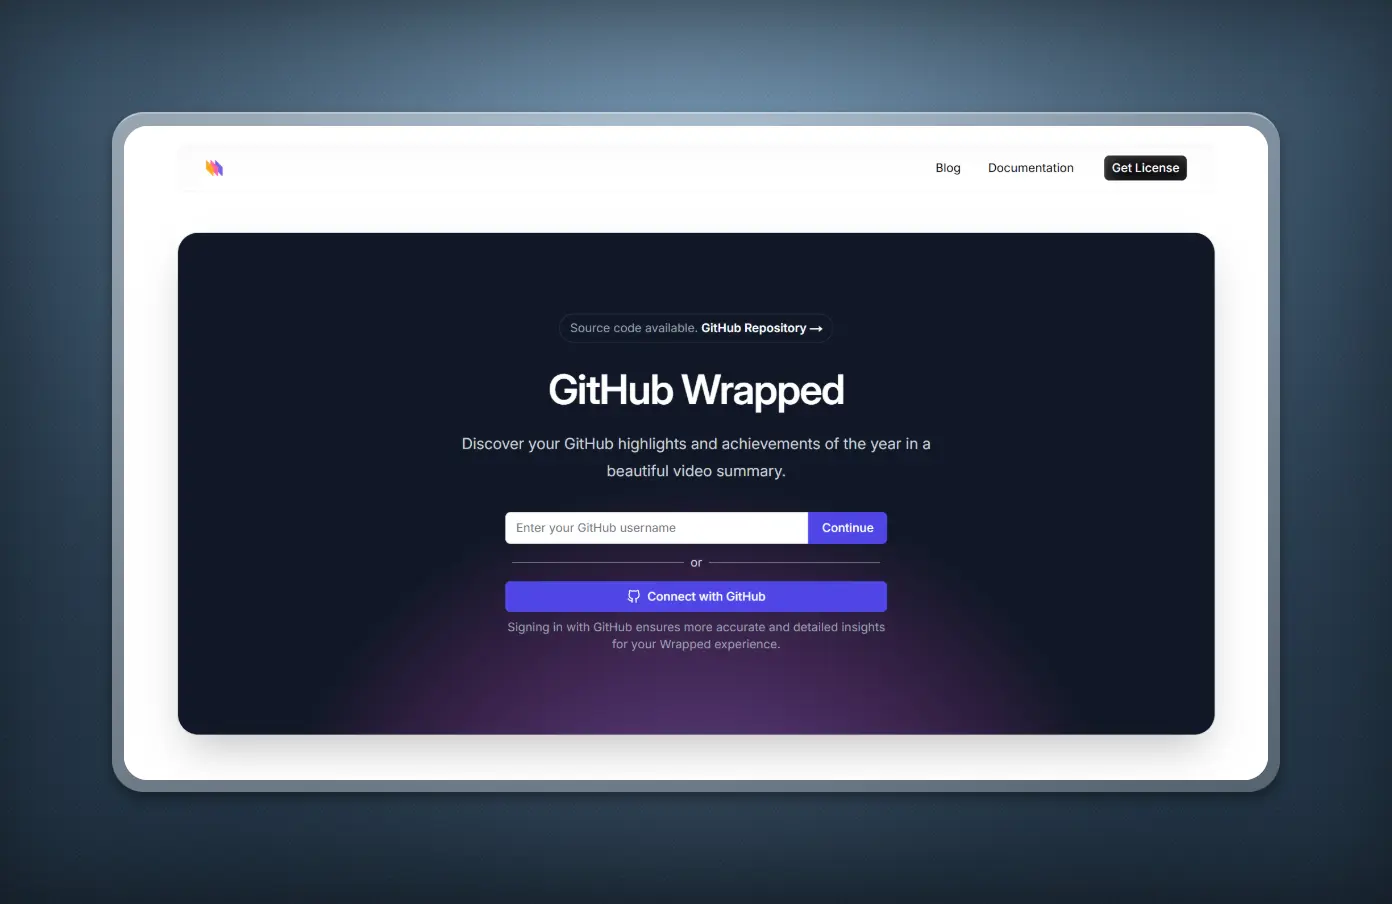 Blog
Documentation
Get License
Source code available. GitHub Repository →
GitHub Wrapped
Discover your GitHub highlights and achievements of the year in a
beautiful video summary.
Enter your GitHub username
Continue
or
Connect with GitHub
Signing in with GitHub ensures more accurate and detailed insights
for your Wrapped experience.